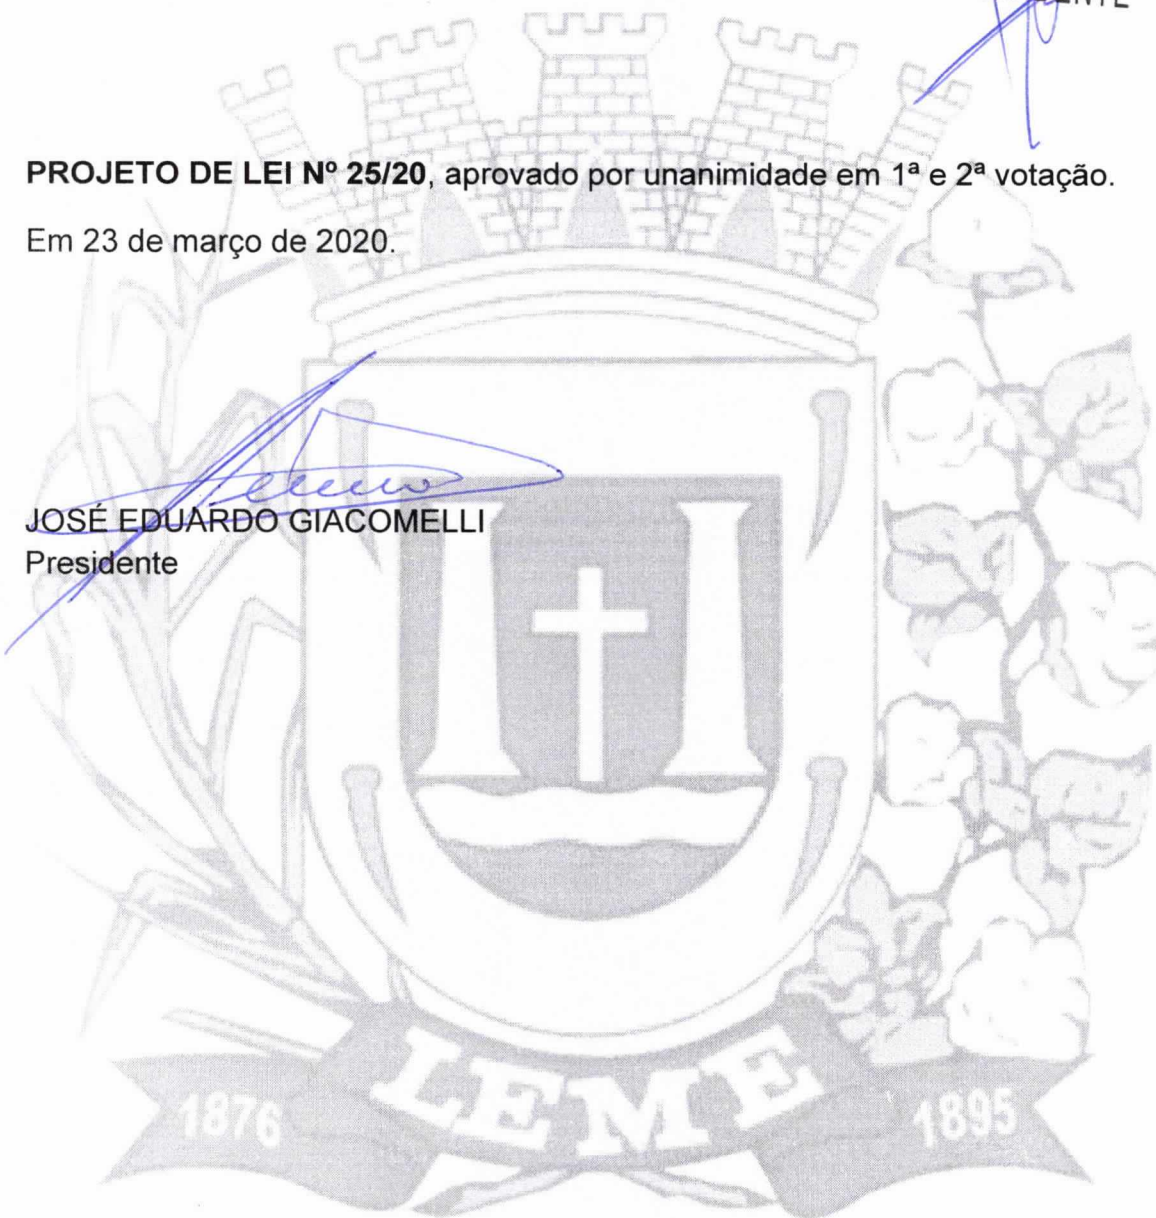 PROJETO DE LEI Nº 25/20, aprovado por unanimidade em 1ª e 2ª votação.
Em 23 de março de 2020.
JOSÉ EDUARDO GIACOMELLI
Presidente
LEME
1876 1895